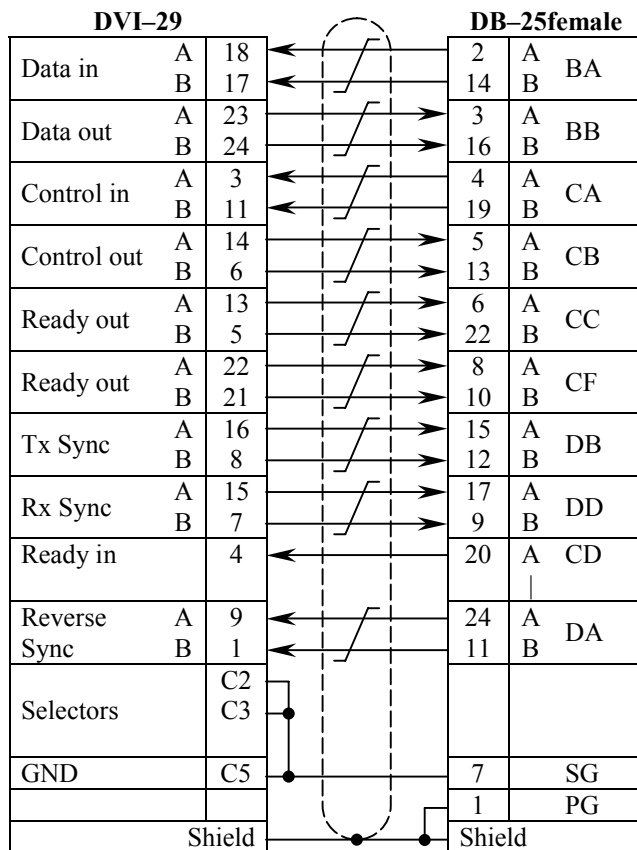 DVI–29 DB–25female
Data in A 18 2 A BA
B 17 14 B
Data out A 23 3 A BB
B 24 16 B
Control in A 3 4 A CA
B 11 19 B
Control out A 14 5 A CB
B 6 13 B
Ready out A 13 6 A CC
B 5 22 B
Ready out A 22 8 A CF
B 21 10 B
Tx Sync A 16 15 A DB
B 8 12 B
Rx Sync A 15 17 A DD
B 7 9 B
Ready in 4 20 A CD
|
Reverse A 9 24 A DA
Sync B 1 11 B
C2
Selectors C3
GND C5 7 SG
1 PG
Shield Shield